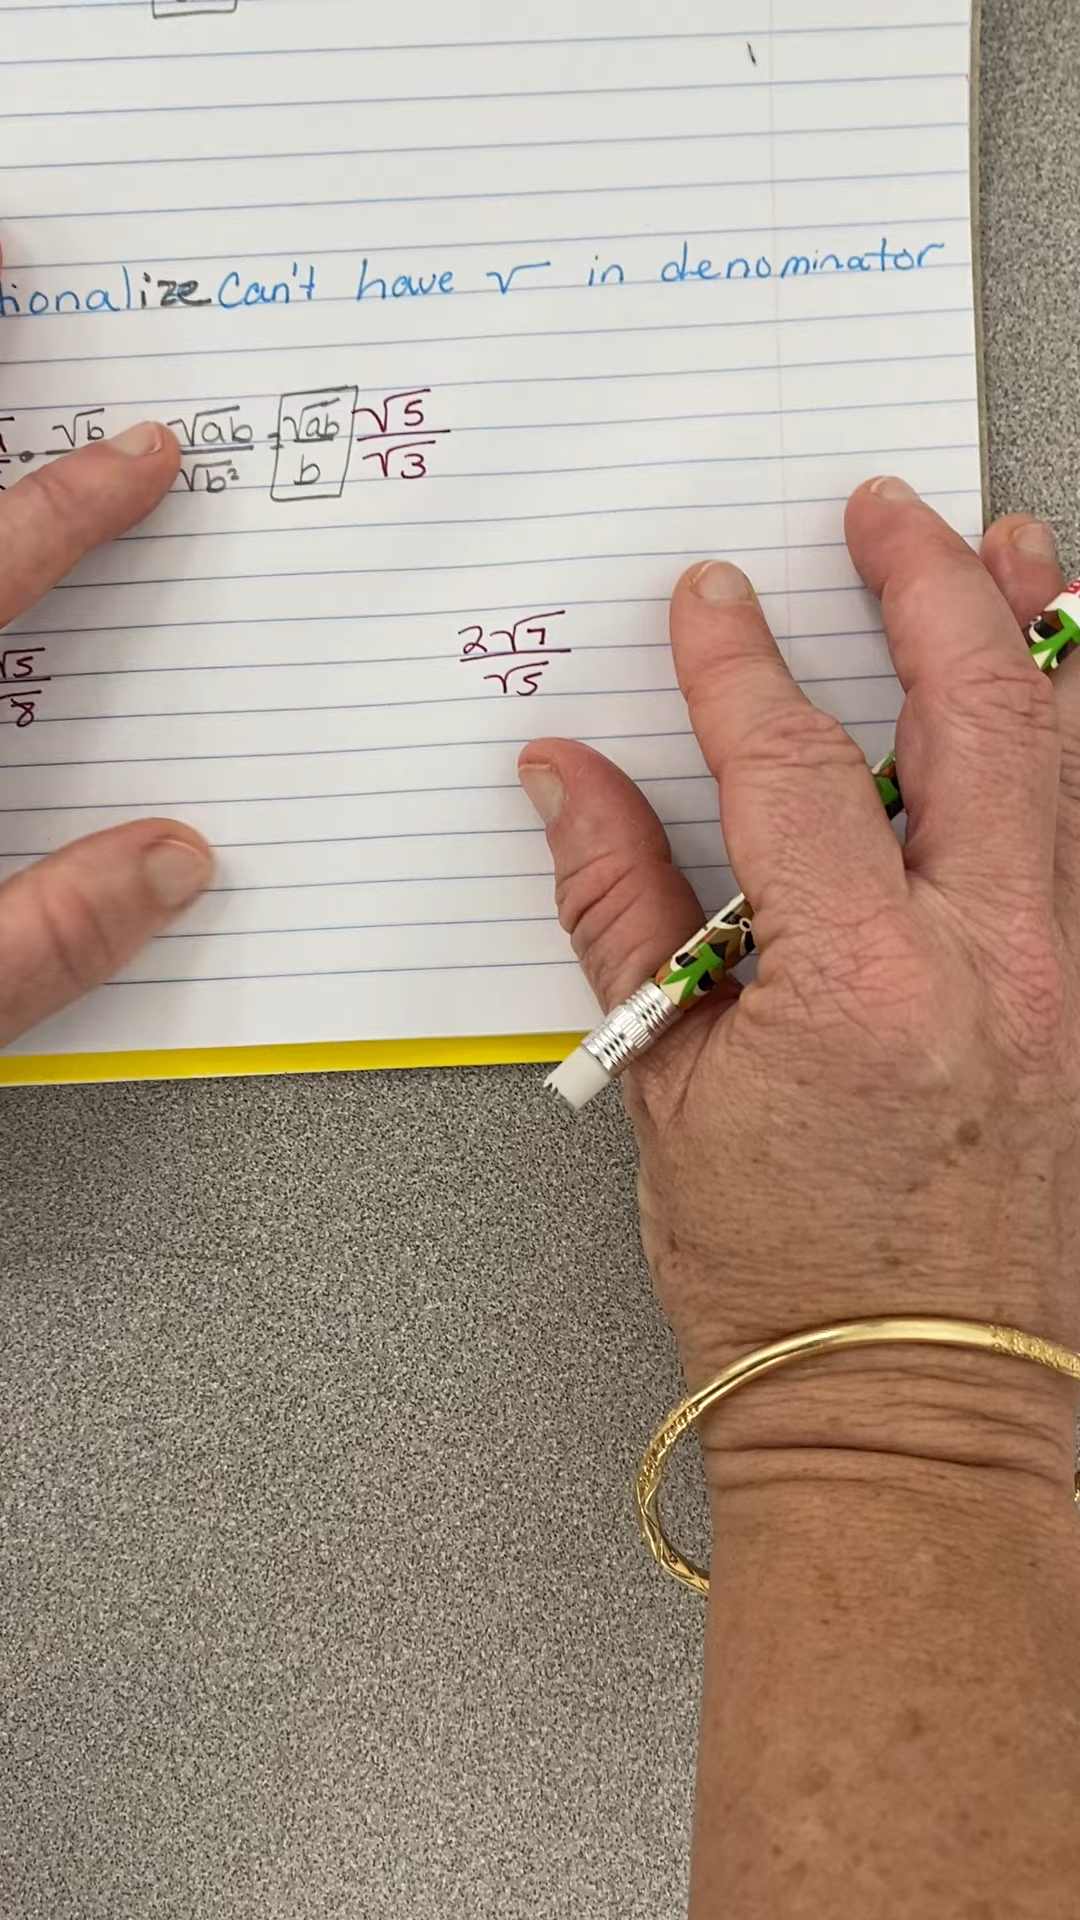 tionalize Can't have √ in denominator
· √b √ab/√b² = √ab/b √5/√3
√5/√8 2√7/√5